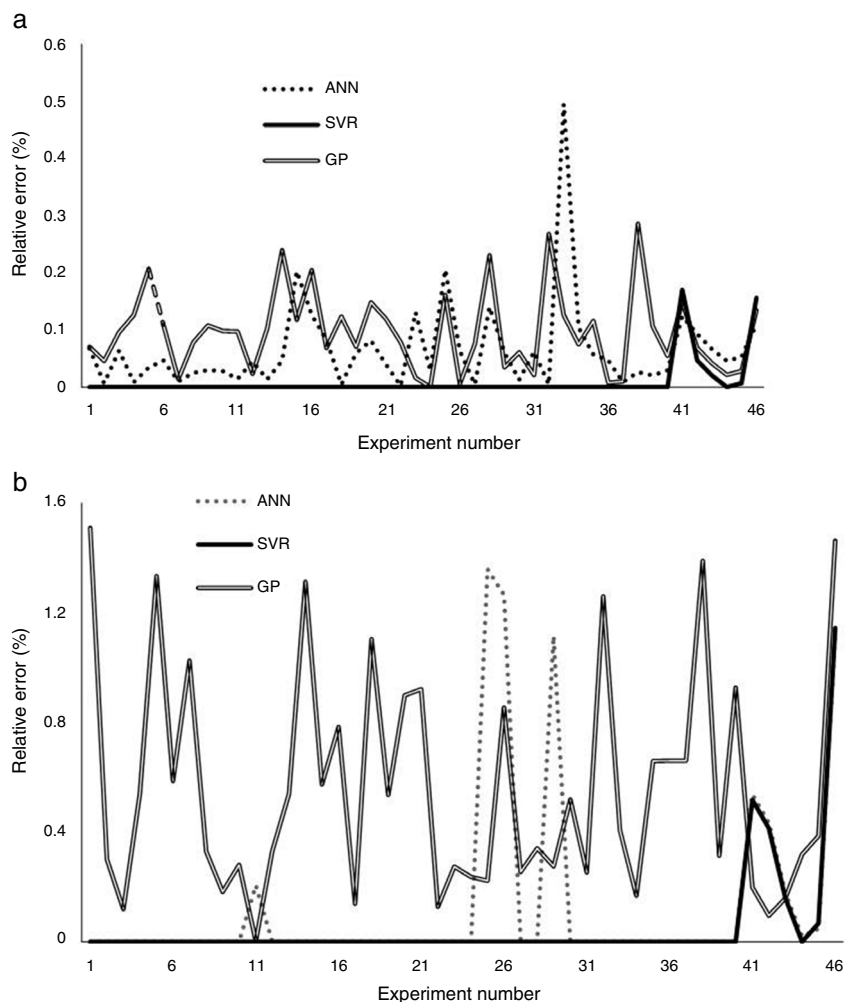 a
0.6
0.5
0.4
0.3
0.2
0.1
0
Relative error (%)
ANN
SVR
GP
1 6 11 16 21 26 31 36 41 46
Experiment number
b
1.6
1.2
0.8
0.4
0
Relative error (%)
ANN
SVR
GP
1 6 11 16 21 26 31 36 41 46
Experiment number